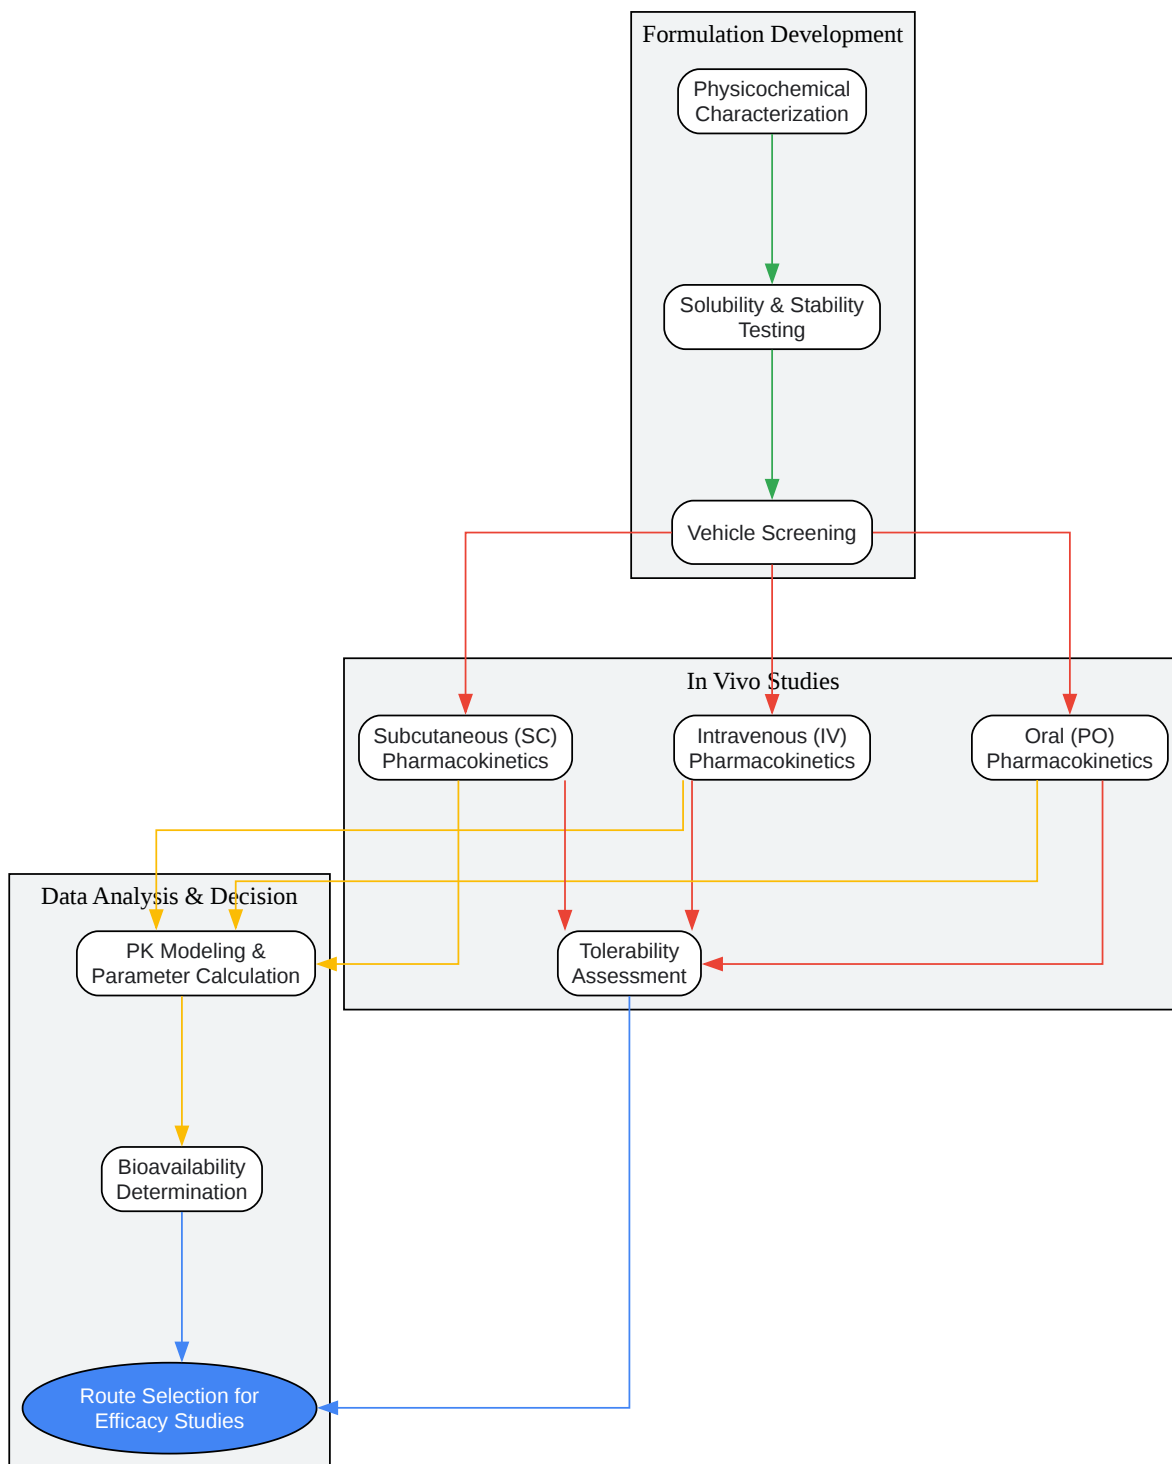 Formulation Development
Physicochemical
Characterization
Solubility & Stability
Testing
Vehicle Screening
In Vivo Studies
Subcutaneous (SC)
Pharmacokinetics
Intravenous (IV)
Pharmacokinetics
Oral (PO)
Pharmacokinetics
Data Analysis & Decision
PK Modeling &
Parameter Calculation
Tolerability
Assessment
Bioavailability
Determination
Route Selection for
Efficacy Studies